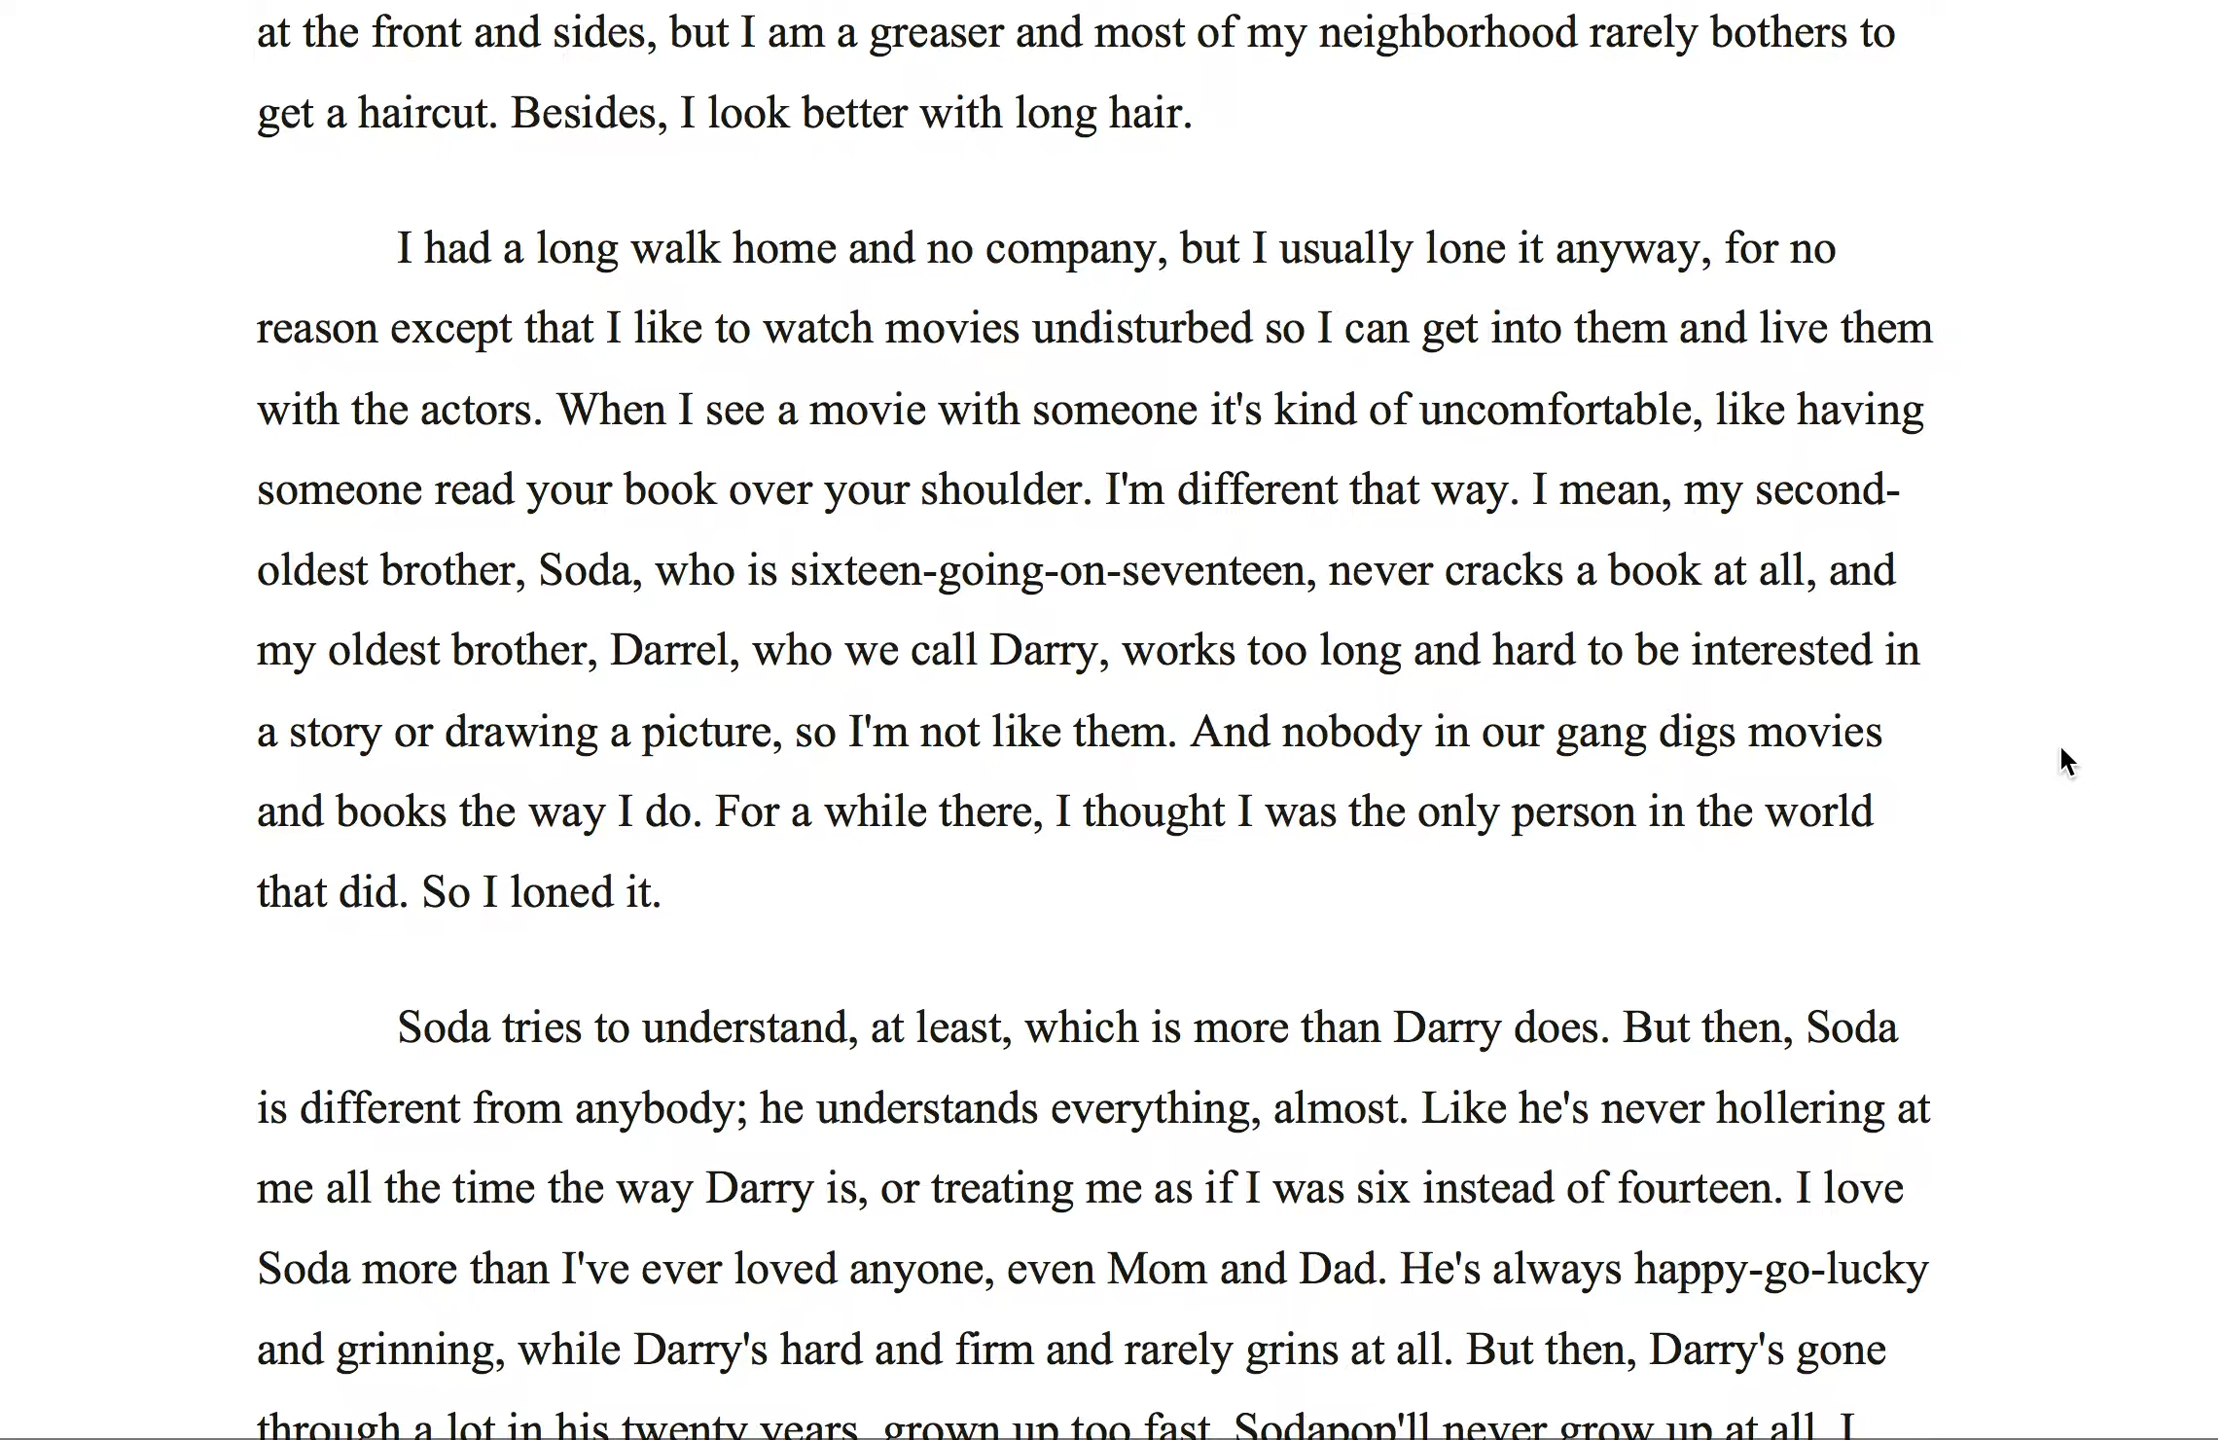 at the front and sides, but I am a greaser and most of my neighborhood rarely bothers to
get a haircut. Besides, I look better with long hair.
I had a long walk home and no company, but I usually lone it anyway, for no
reason except that I like to watch movies undisturbed so I can get into them and live them
with the actors. When I see a movie with someone it's kind of uncomfortable, like having
someone read your book over your shoulder. I'm different that way. I mean, my second-
oldest brother, Soda, who is sixteen-going-on-seventeen, never cracks a book at all, and
my oldest brother, Darrel, who we call Darry, works too long and hard to be interested in
a story or drawing a picture, so I'm not like them. And nobody in our gang digs movies
and books the way I do. For a while there, I thought I was the only person in the world
that did. So I loned it.
Soda tries to understand, at least, which is more than Darry does. But then, Soda
is different from anybody; he understands everything, almost. Like he's never hollering at
me all the time the way Darry is, or treating me as if I was six instead of fourteen. I love
Soda more than I've ever loved anyone, even Mom and Dad. He's always happy-go-lucky
and grinning, while Darry's hard and firm and rarely grins at all. But then, Darry's gone
through a lot in his twenty years, grown up too fast. Sodapop'll never grow up at all. I